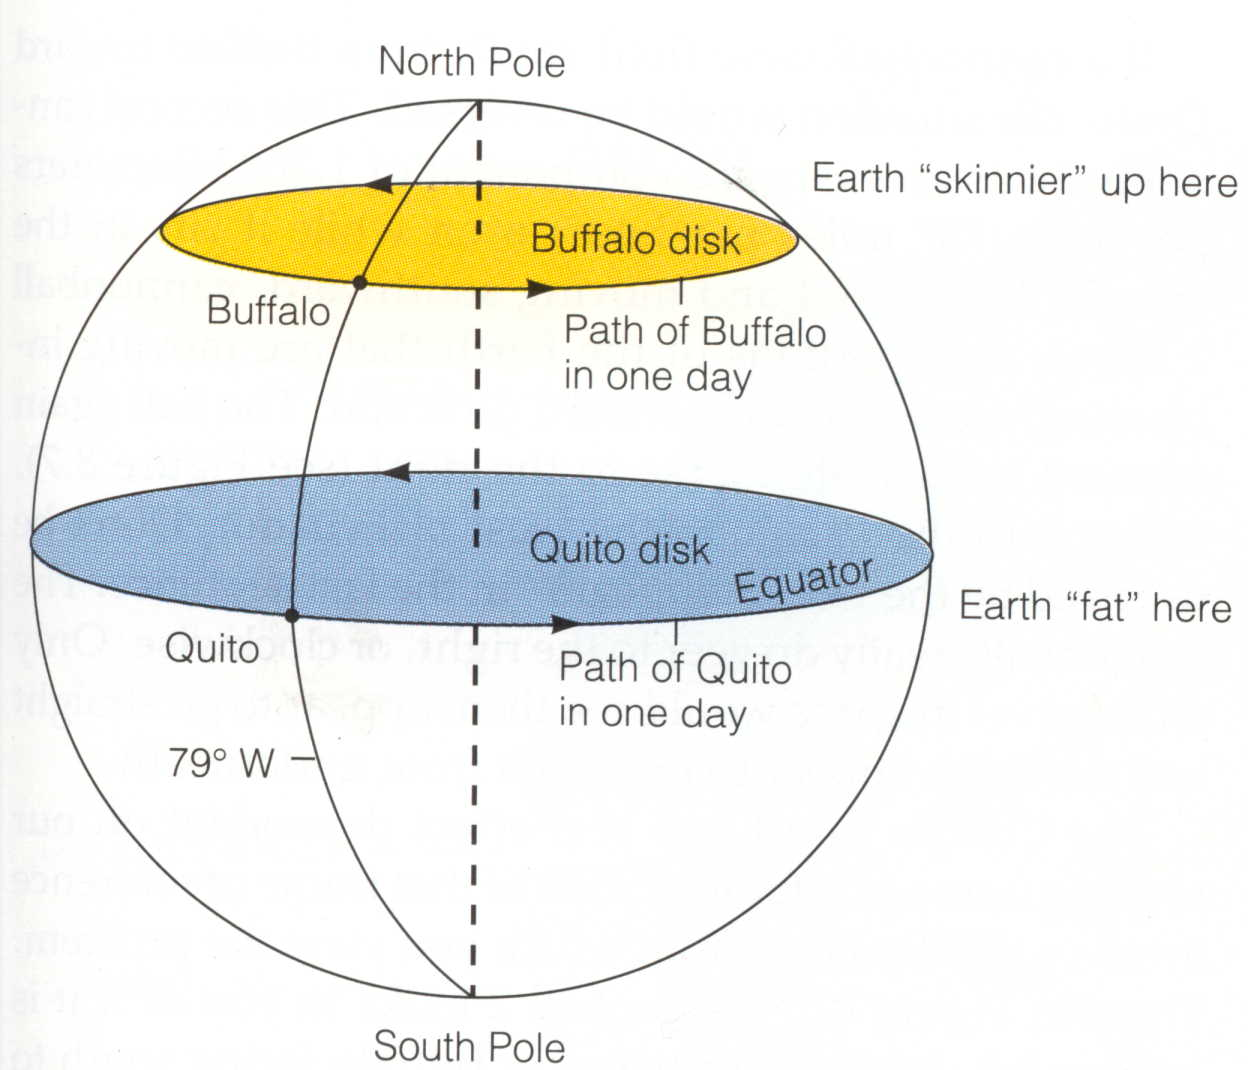 North Pole
Earth “skinnier” up here
Buffalo disk
Buffalo
Path of Buffalo
in one day
Quito disk
Equator
Earth “fat” here
Quito
Path of Quito
in one day
79° W
South Pole